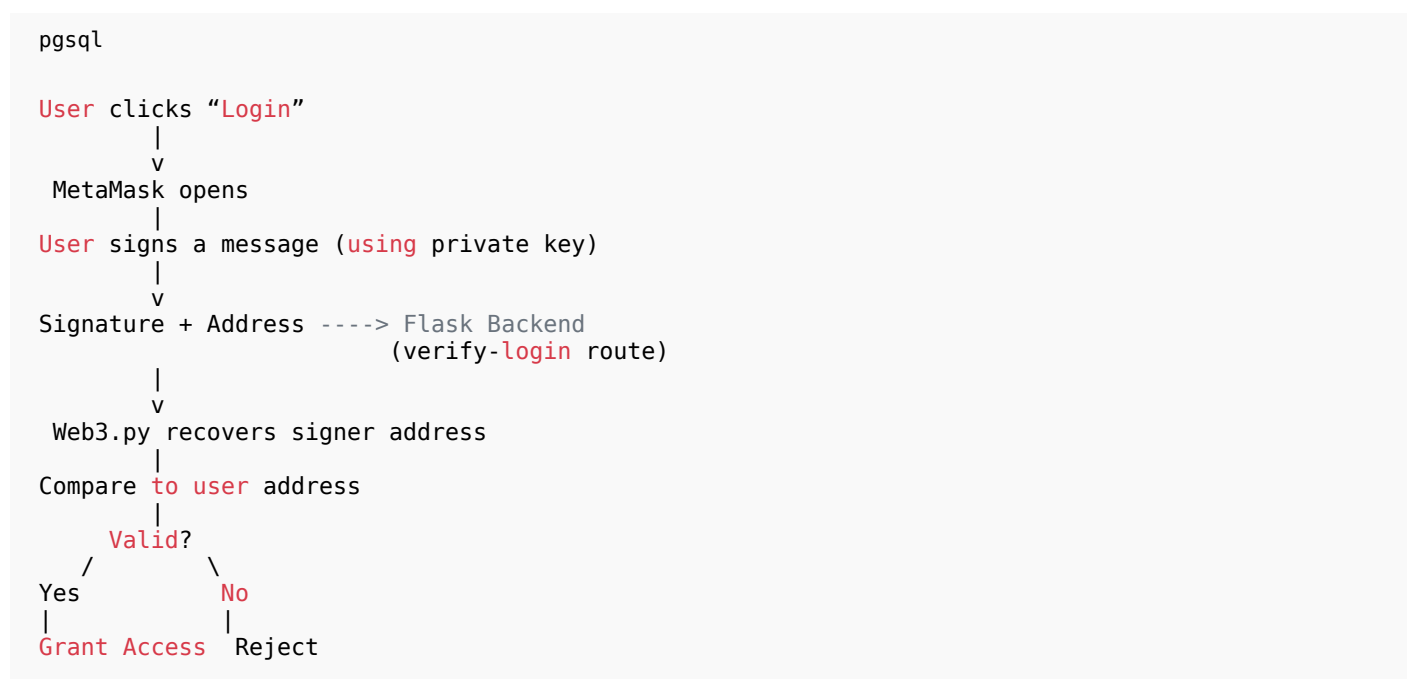 pgsql
User clicks “Login”
|
v
MetaMask opens
|
User signs a message (using private key)
|
v
Signature + Address ----> Flask Backend
(verify-login route)
|
v
Web3.py recovers signer address
|
Compare to user address
|
Valid?
/ \
Yes No
| |
Grant Access Reject